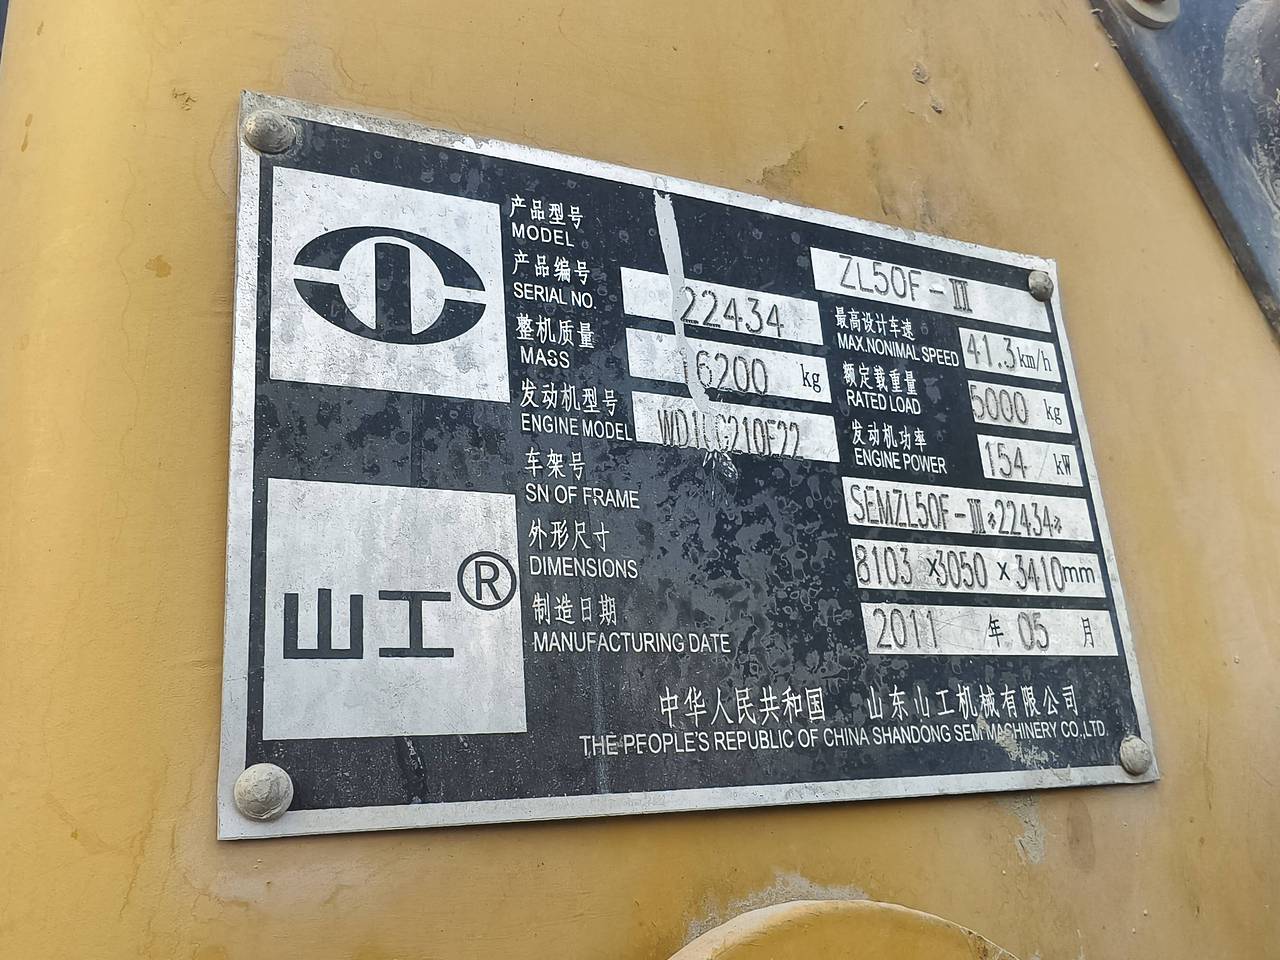 产品型号
MODEL
ZL50F-III
产品编号
SERIAL NO.
22434
最高设计车速
MAX.NONIMAL SPEED
41.3km/h
整机质量
MASS
16200 kg
额定载重量
RATED LOAD
5000 kg
发动机型号
ENGINE MODEL
发动机功率
ENGINE POWER
154 / kW
车架号
SN OF FRAME
SEMZL50F-III*22434*
外形尺寸
DIMENSIONS
8103 x3050 x 3410mm
制造日期
MANUFACTURING DATE
2011 年 05 月
山工®
中华人民共和国 山东山工机械有限公司
THE PEOPLE'S REPUBLIC OF CHINA SHANDONG SEM MACHINERY CO.,LTD.